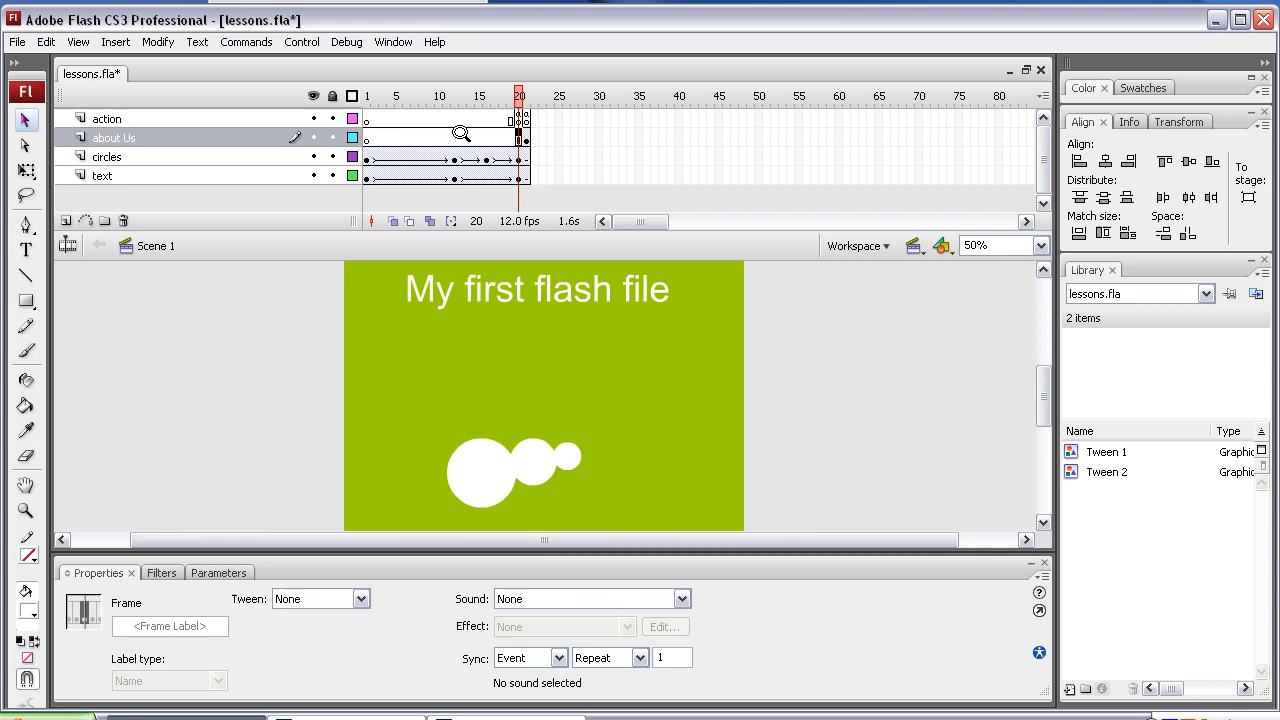 Adobe Flash CS3 Professional - [lessons.fla*]
File Edit View Insert Modify Text Commands Control Debug Window Help
lessons.fla*
Fl
1 5 10 15 20 25 30 35 40 45 50 55 60 65 70 75 80
action
about Us
circles
text
20 12.0 fps 1.6s
Scene 1
Workspace
50%
My first flash file
Properties Filters Parameters
Frame
<Frame Label>
Label type:
Name
Tween: None
Sound: None
Effect: None Edit...
Sync: Event Repeat 1
No sound selected
Color Swatches
Align Info Transform
Align:
Distribute:
Match size: Space:
To
stage:
Library
lessons.fla
2 items
Name Type
Tween 1 Graphic
Tween 2 Graphic